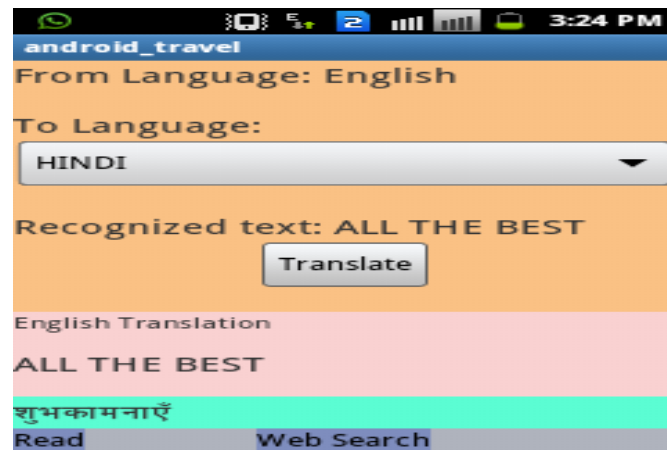 3:24 PM
android_travel
From Language: English
To Language:
HINDI
Recognized text: ALL THE BEST
Translate
English Translation
ALL THE BEST
शुभकामनाएँ
Read Web Search